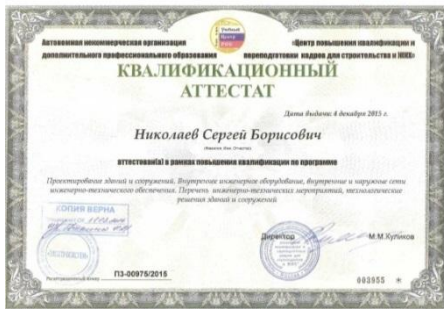 Автономная некоммерческая организация
дополнительного профессионального образования
«Центр повышения квалификации и
переподготовки кадров для строительства и ЖКХ»
КВАЛИФИКАЦИОННЫЙ
АТТЕСТАТ
Дата выдачи: 4 декабря 2015 г.
Николаев Сергей Борисович
(Фамилия Имя Отчество)
аттестован(а) в рамках повышения квалификации по программе
Проектирование зданий и сооружений. Внутреннее инженерное оборудование, внутренние и наружные сети
инженерно-технического обеспечения. Перечень инженерно-технических мероприятий, технологические
решения зданий и сооружений
КОПИЯ ВЕРНА
Директор М.М.Куликов
Регистрационный номер ПЗ-00975/2015
003955 *